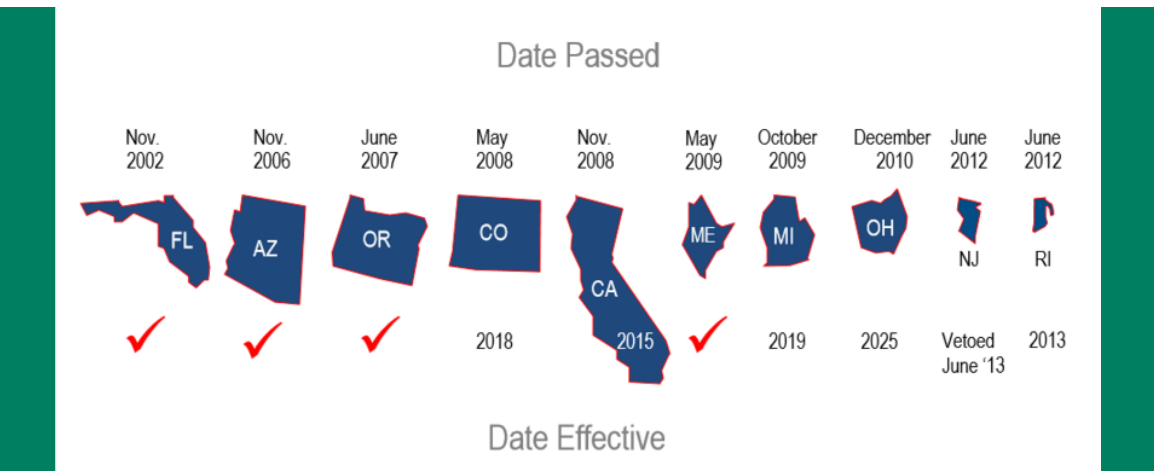 Date Passed
Nov. Nov. June May Nov. May October December June June
2002 2006 2007 2008 2008 2009 2009 2010 2012 2012
FL AZ OR CO CA ME MI OH NJ RI
2018 2015 2019 2025 Vetoed 2013
June ‘13
Date Effective